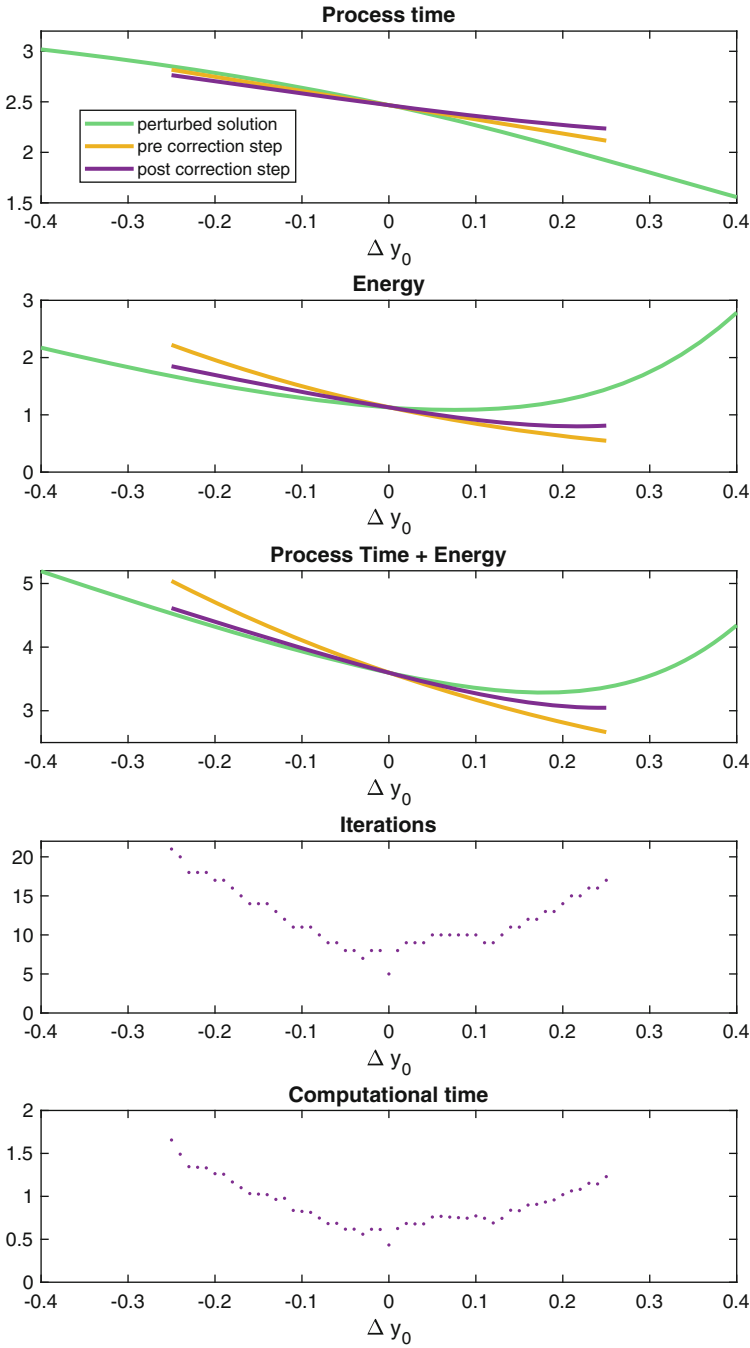 Process time
3
2.5
2
1.5
perturbed solution
pre correction step
post correction step
-0.4 -0.3 -0.2 -0.1 0 0.1 0.2 0.3 0.4
Δ y0
Energy
3
2
1
0
-0.4 -0.3 -0.2 -0.1 0 0.1 0.2 0.3 0.4
Δ y0
Process Time + Energy
5
4
3
-0.4 -0.3 -0.2 -0.1 0 0.1 0.2 0.3 0.4
Δ y0
Iterations
20
15
10
5
0
-0.4 -0.3 -0.2 -0.1 0 0.1 0.2 0.3 0.4
Δ y0
Computational time
2
1.5
1
0.5
0
-0.4 -0.3 -0.2 -0.1 0 0.1 0.2 0.3 0.4
Δ y0